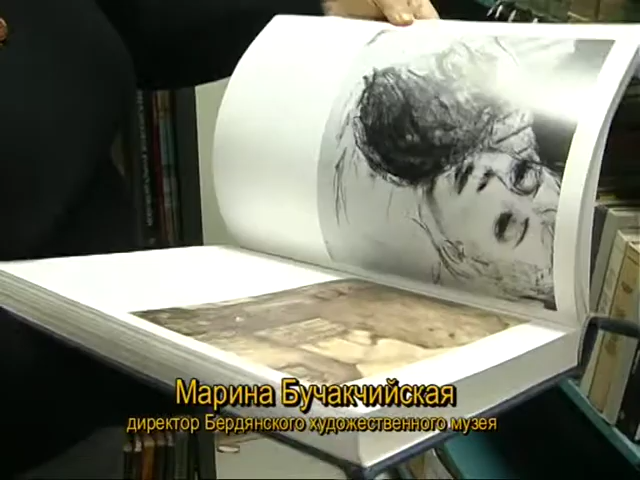 Марина Бучакчийская
директор Бердянского художественного музея